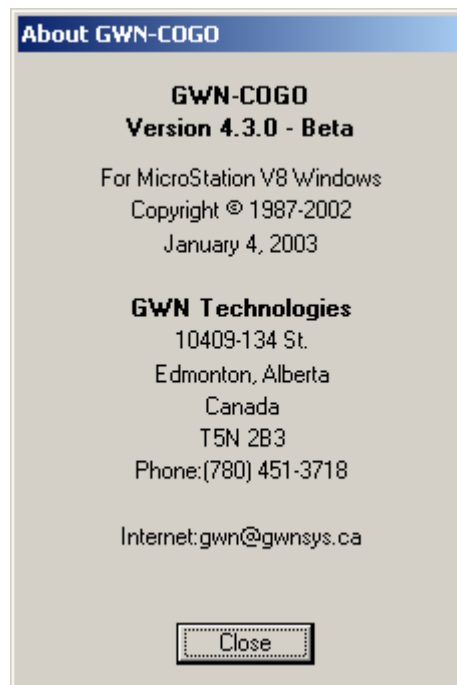 About GWN-COGO
GWN-COGO
Version 4.3.0 - Beta
For MicroStation V8 Windows
Copyright © 1987-2002
January 4, 2003
GWN Technologies
10409-134 St.
Edmonton, Alberta
Canada
T5N 2B3
Phone:(780) 451-3718
Internet:gwn@gwnsys.ca
Close